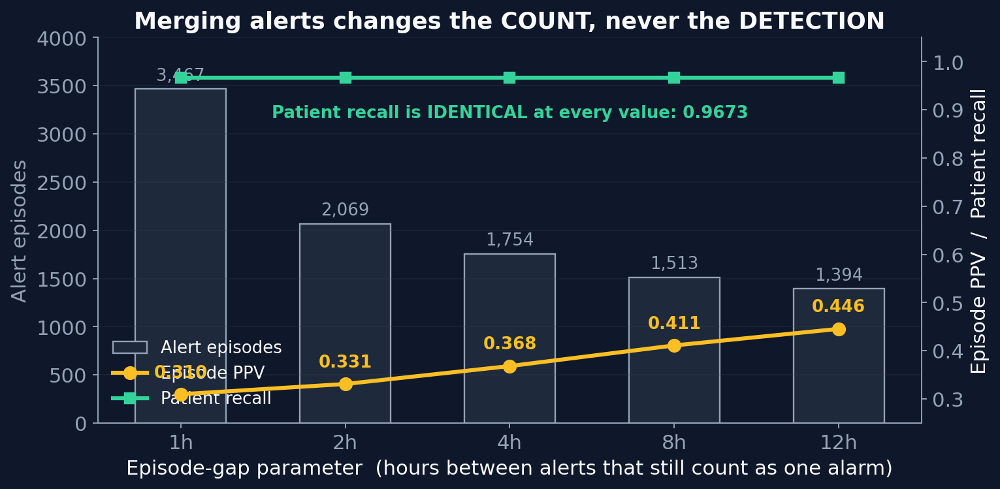 Merging alerts changes the COUNT, never the DETECTION
4000
3500
3000
2500
2000
1500
1000
500
0
Alert episodes
1.0
0.9
0.8
0.7
0.6
0.5
0.4
0.3
Episode PPV / Patient recall
3,467
2,069
1,754
1,513
1,394
Patient recall is IDENTICAL at every value: 0.9673
0.310
0.331
0.368
0.411
0.446
Alert episodes
Episode PPV
Patient recall
1h
2h
4h
8h
12h
Episode-gap parameter (hours between alerts that still count as one alarm)